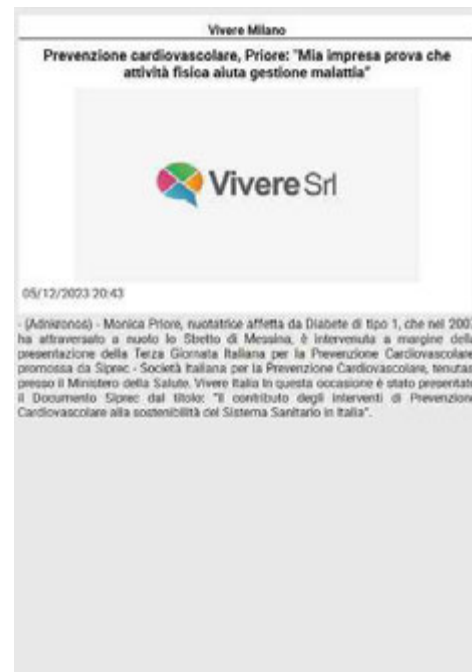 Vivere Milano
Prevenzione cardiovascolare, Priore: "Mia impresa prova che
attività fisica aiuta gestione malattia"
Vivere Srl
05/12/2023 20:43
- (Adnkronos) - Monica Priore, nuotatrice affetta da Diabete di tipo 1, che nel 200
ha attraversato a nuoto lo Stretto di Messina, è intervenuta a margine dell
presentazione della Terza Giornata Italiana per la Prevenzione Cardiovascolare
promossa da Siprec - Società Italiana per la Prevenzione Cardiovascolare, tenutas
presso il Ministero della Salute. Vivere Italia In questa occasione è stato presentato
il Documento Siprec dal titolo: "Il contributo degli interventi di Prevenzione
Cardiovascolare alla sostenibilità del Sistema Sanitario in Italia".